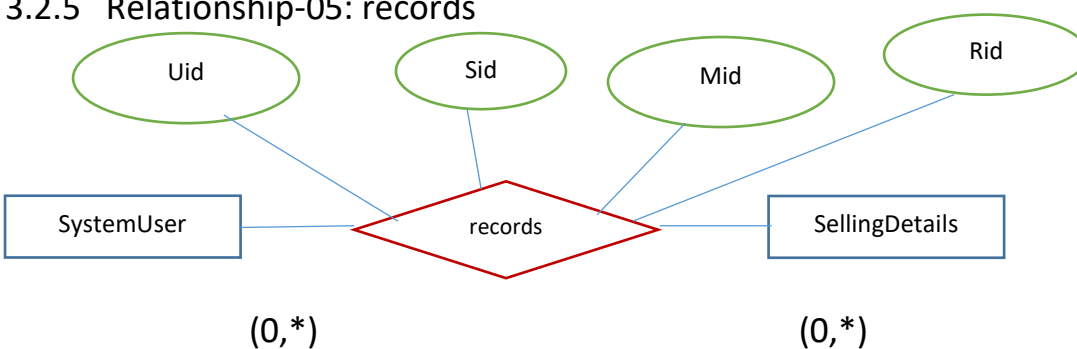 3.2.5 Relationship-05: records
Uid
Sid
Mid
Rid
SystemUser
records
SellingDetails
(0,*)
(0,*)